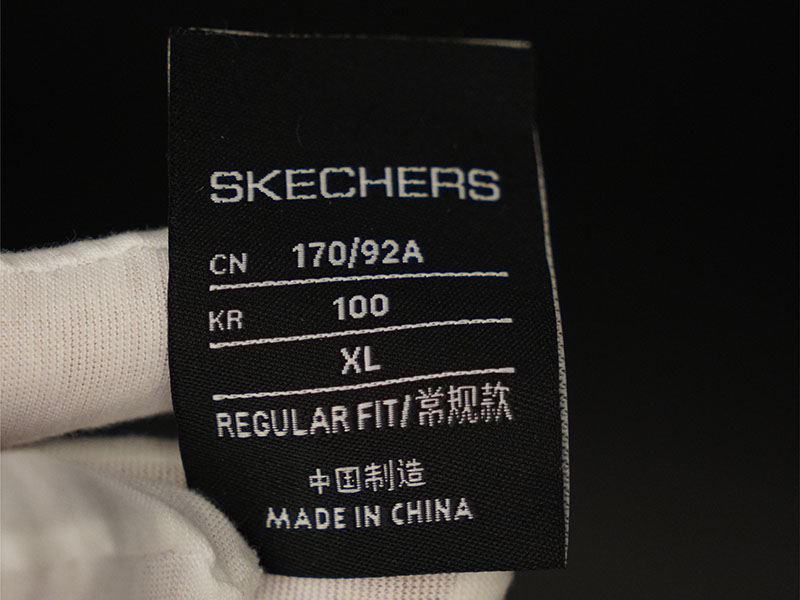 SKECHERS
CN 170/92A
KR 100
XL
REGULAR FIT/常规款
中国制造
MADE IN CHINA